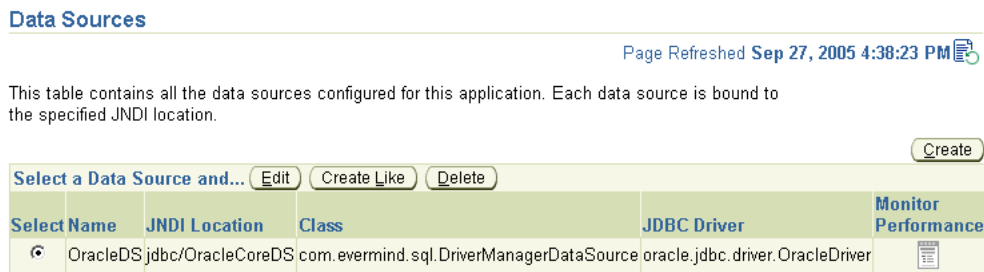 Data Sources
Page Refreshed Sep 27, 2005 4:38:23 PM
This table contains all the data sources configured for this application. Each data source is bound to
the specified JNDI location.
Create
Select a Data Source and... Edit Create Like Delete
Select Name JNDI Location Class JDBC Driver Monitor Performance
OracleDS jdbc/OracleCoreDS com.evermind.sql.DriverManagerDataSource oracle.jdbc.driver.OracleDriver